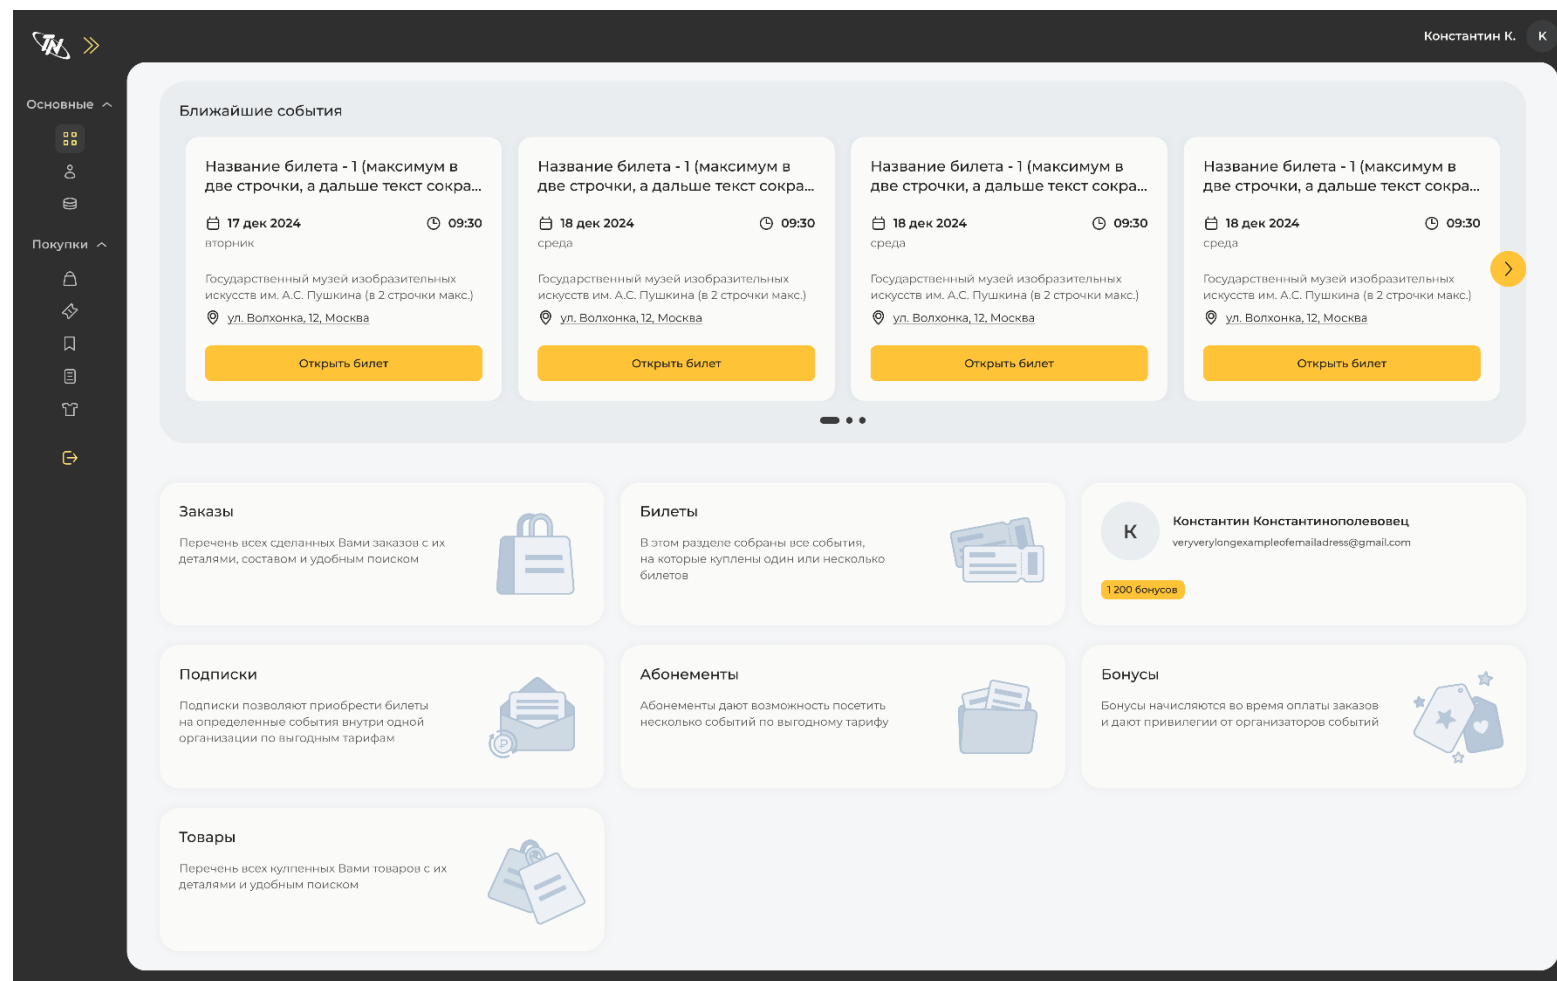 TN
Константин К.
K
Основные
Покупки
Ближайшие события
Название билета - 1 (максимум в
две строчки, а дальше текст сокра...
17 дек 2024
09:30
вторник
Государственный музей изобразительных
искусств им. А.С. Пушкина (в 2 строчки макс.)
ул. Волхонка, 12, Москва
Открыть билет
Название билета - 1 (максимум в
две строчки, а дальше текст сокра...
18 дек 2024
09:30
среда
Государственный музей изобразительных
искусств им. А.С. Пушкина (в 2 строчки макс.)
ул. Волхонка, 12, Москва
Открыть билет
Название билета - 1 (максимум в
две строчки, а дальше текст сокра...
18 дек 2024
09:30
среда
Государственный музей изобразительных
искусств им. А.С. Пушкина (в 2 строчки макс.)
ул. Волхонка, 12, Москва
Открыть билет
Название билета - 1 (максимум в
две строчки, а дальше текст сокра...
18 дек 2024
09:30
среда
Государственный музей изобразительных
искусств им. А.С. Пушкина (в 2 строчки макс.)
ул. Волхонка, 12, Москва
Открыть билет
Заказы
Перечень всех сделанных Вами заказов с их
деталями, составом и удобным поиском
Билеты
В этом разделе собраны все события,
на которые куплены один или несколько
билетов
К
Константин Константинополевовец
veryverylongexampleofemailadress@gmail.com
1 200 бонусов
Подписки
Подписки позволяют приобрести билеты
на определенные события внутри одной
организации по выгодным тарифам
₽
Абонементы
Абонементы дают возможность посетить
несколько событий по выгодному тарифу
Бонусы
Бонусы начисляются во время оплаты заказов
и дают привилегии от организаторов событий
Товары
Перечень всех кулпенных Вами товаров с их
деталями и удобным поиском